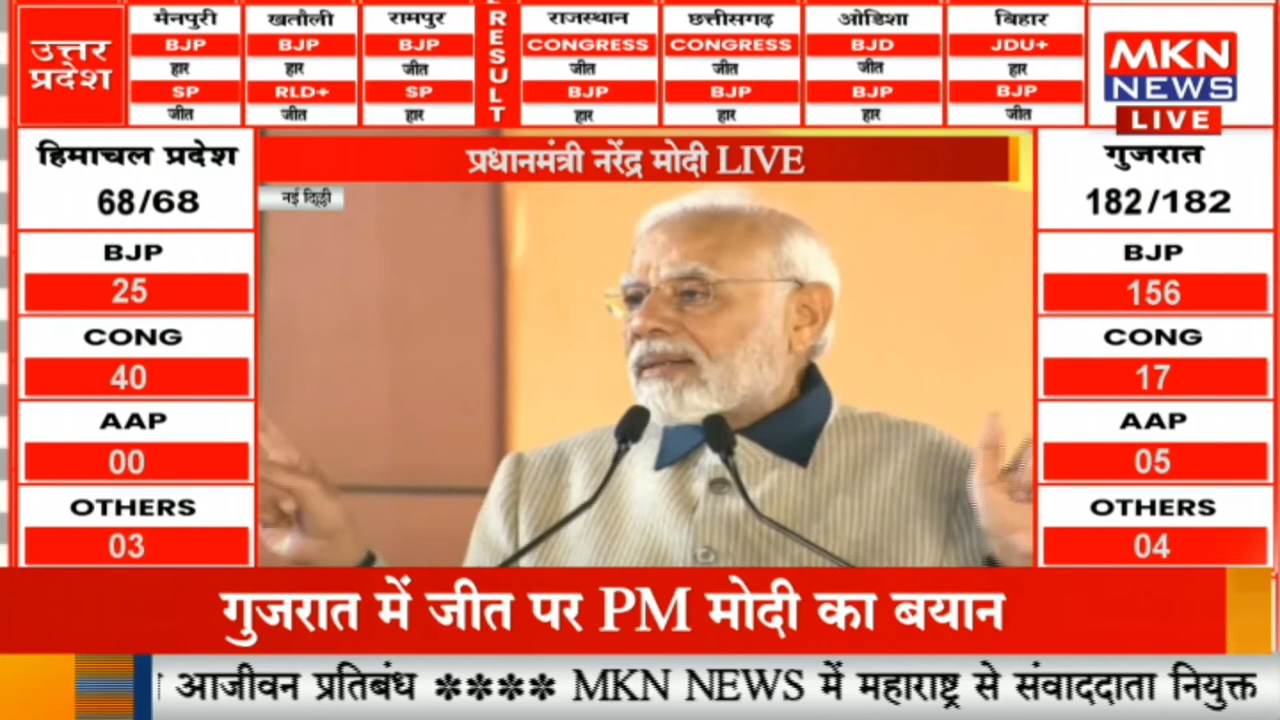 उत्तर
प्रदेश
मैनपुरी
BJP
हार
SP
जीत
खतौली
BJP
हार
RLD+
जीत
रामपुर
BJP
जीत
SP
हार
RESULT
राजस्थान
CONGRESS
जीत
BJP
हार
छत्तीसगढ़
CONGRESS
जीत
BJP
हार
ओडिशा
BJD
जीत
BJP
हार
बिहार
JDU+
हार
BJP
जीत
MKN
NEWS
LIVE
हिमाचल प्रदेश
68/68
BJP
25
CONG
40
AAP
00
OTHERS
03
प्रधानमंत्री नरेंद्र मोदी LIVE
नई दिल्ली
गुजरात
182/182
BJP
156
CONG
17
AAP
05
OTHERS
04
गुजरात में जीत पर PM मोदी का बयान
आजीवन प्रतिबंध **** MKN NEWS में महाराष्ट्र से संवाददाता नियुक्त